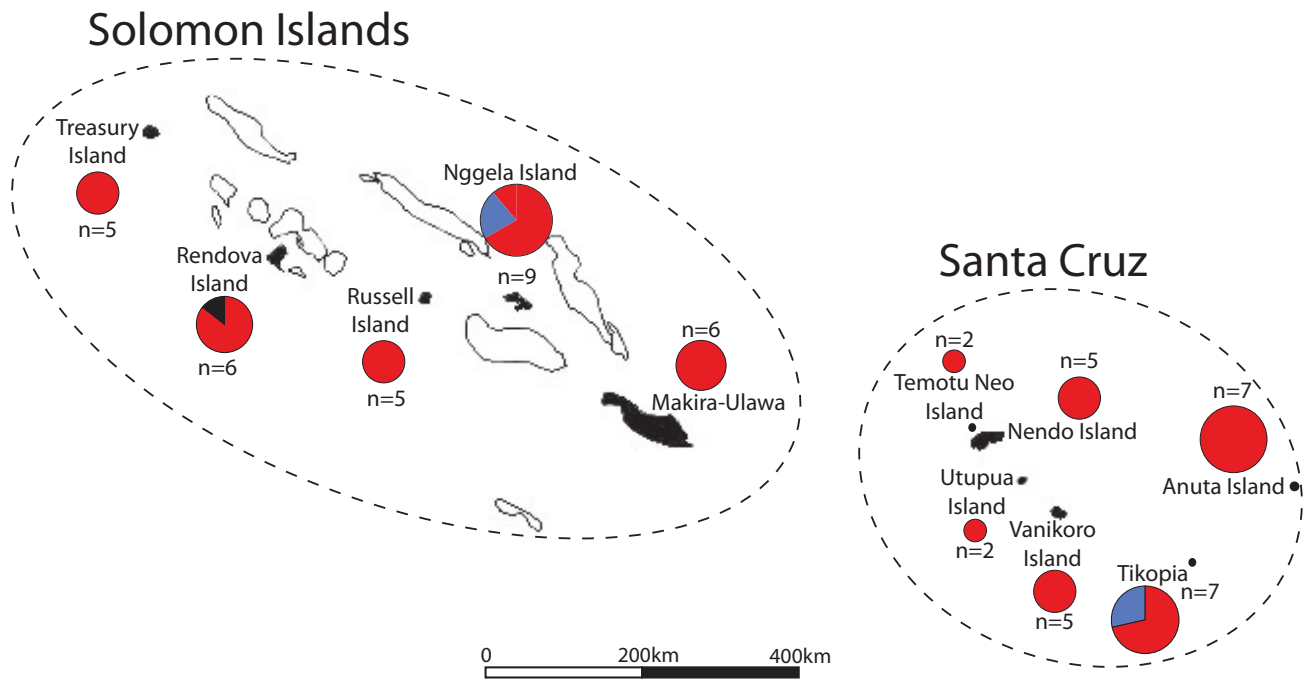 Solomon Islands
Treasury
Island
n=5
Nggela Island
n=9
Rendova
Island
n=6
Russell
Island
n=5
n=6
Makira-Ulawa
Santa Cruz
n=2
Temotu Neo
Island
n=5
Nendo Island
n=7
Anuta Island
Utupua
Island
n=2
Vanikoro
Island
n=5
Tikopia
n=7
0 200km 400km